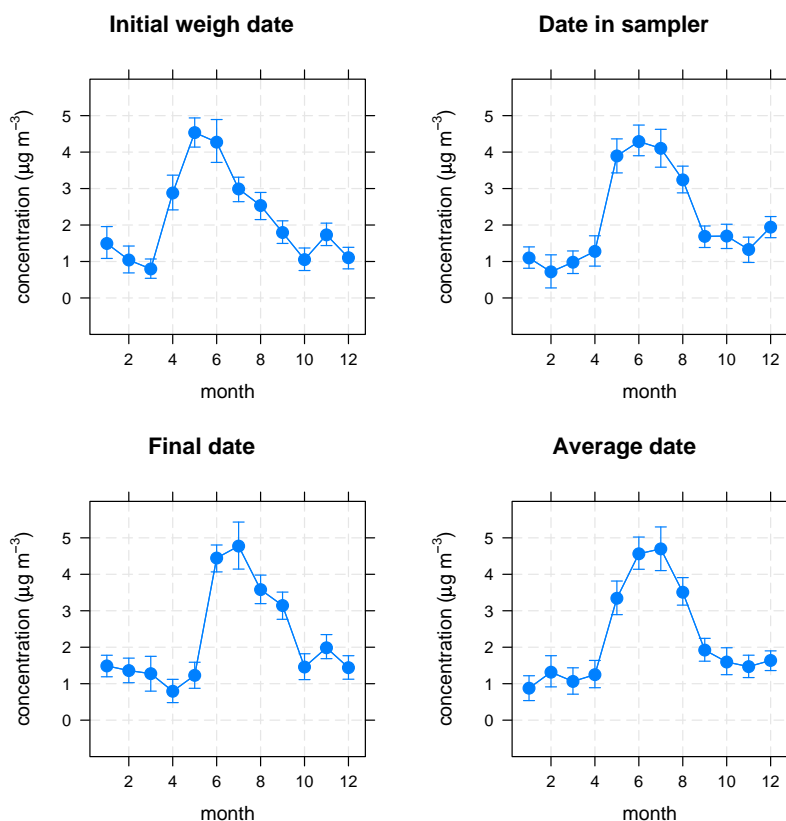 Initial weigh date
concentration (µg m⁻³)
5
4
3
2
1
0
2 4 6 8 10 12
month
Date in sampler
concentration (µg m⁻³)
5
4
3
2
1
0
2 4 6 8 10 12
month
Final date
concentration (µg m⁻³)
5
4
3
2
1
0
2 4 6 8 10 12
month
Average date
concentration (µg m⁻³)
5
4
3
2
1
0
2 4 6 8 10 12
month